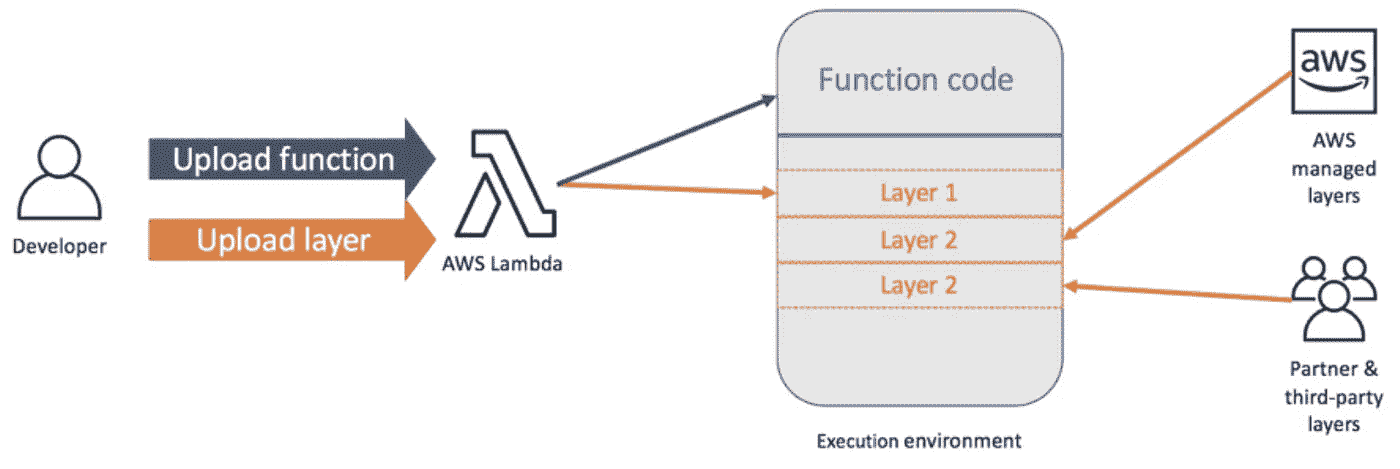 Upload function
Upload layer
Developer
AWS Lambda
Function code
Layer 1
Layer 2
Layer 2
Execution environment
aws
AWS
managed
layers
Partner &
third-party
layers